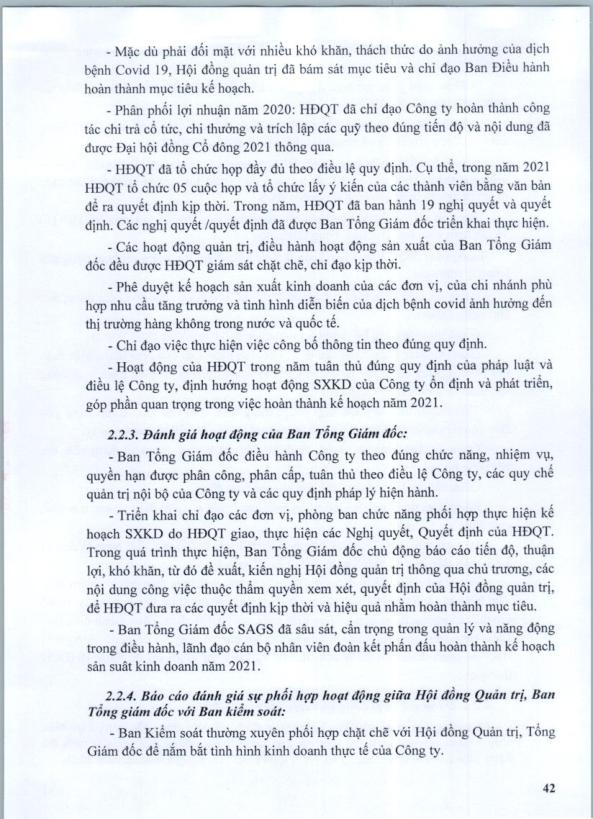 - Mặc dù phải đối mặt với nhiều khó khăn, thách thức do ảnh hưởng của dịch
bệnh Covid 19, Hội đồng quản trị đã bám sát mục tiêu và chỉ đạo Ban Điều hành
hoàn thành mục tiêu kế hoạch.
- Phân phối lợi nhuận năm 2020: HĐQT đã chỉ đạo Công ty hoàn thành công
tác chi trả cổ tức, chi thưởng và trích lập các quỹ theo đúng tiến độ và nội dung đã
được Đại hội đồng Cổ đông 2021 thông qua.
- HĐQT đã tổ chức họp đầy đủ theo điều lệ quy định. Cụ thể, trong năm 2021
HĐQT tổ chức 05 cuộc họp và tổ chức lấy ý kiến của các thành viên bằng văn bản
để ra quyết định kịp thời. Trong năm, HĐQT đã ban hành 19 nghị quyết và quyết
định. Các nghị quyết /quyết định đã được Ban Tổng Giám đốc triển khai thực hiện.
- Các hoạt động quản trị, điều hành hoạt động sản xuất của Ban Tổng Giám
đốc đều được HĐQT giám sát chặt chẽ, chỉ đạo kịp thời.
- Phê duyệt kế hoạch sản xuất kinh doanh của các đơn vị, của chi nhánh phù
hợp nhu cầu tăng trưởng và tình hình diễn biến của dịch bệnh covid ảnh hưởng đến
thị trường hàng không trong nước và quốc tế.
- Chỉ đạo việc thực hiện việc công bố thông tin theo đúng quy định.
- Hoạt động của HĐQT trong năm tuân thủ đúng quy định của pháp luật và
điều lệ Công ty, định hướng hoạt động SXKD của Công ty ổn định và phát triển,
góp phần quan trọng trong việc hoàn thành kế hoạch năm 2021.
2.2.3. Đánh giá hoạt động của Ban Tổng Giám đốc:
- Ban Tổng Giám đốc điều hành Công ty theo đúng chức năng, nhiệm vụ,
quyền hạn được phân công, phân cấp, tuân thủ theo điều lệ Công ty, các quy chế
quản trị nội bộ của Công ty và các quy định pháp lý hiện hành.
- Triển khai chỉ đạo các đơn vị, phòng ban chức năng phối hợp thực hiện kế
hoạch SXKD do HĐQT giao, thực hiện các Nghị quyết, Quyết định của HĐQT.
Trong quá trình thực hiện, Ban Tổng Giám đốc chủ động báo cáo tiến độ, thuận
lợi, khó khăn, từ đó đề xuất, kiến nghị Hội đồng quản trị thông qua chủ trương, các
nội dung công việc thuộc thẩm quyền xem xét, quyết định của Hội đồng quản trị,
để HĐQT đưa ra các quyết định kịp thời và hiệu quả nhằm hoàn thành mục tiêu.
- Ban Tổng Giám đốc SAGS đã sâu sát, cẩn trọng trong quản lý và năng động
trong điều hành, lãnh đạo cán bộ nhân viên đoàn kết phấn đấu hoàn thành kế hoạch
sản suât kinh doanh năm 2021.
2.2.4. Báo cáo đánh giá sự phối hợp hoạt động giữa Hội đồng Quản trị, Ban
Tổng giám đốc với Ban kiểm soát:
- Ban Kiểm soát thường xuyên phối hợp chặt chẽ với Hội đồng Quản trị, Tổng
Giám đốc để nắm bắt tình hình kinh doanh thực tế của Công ty.
42